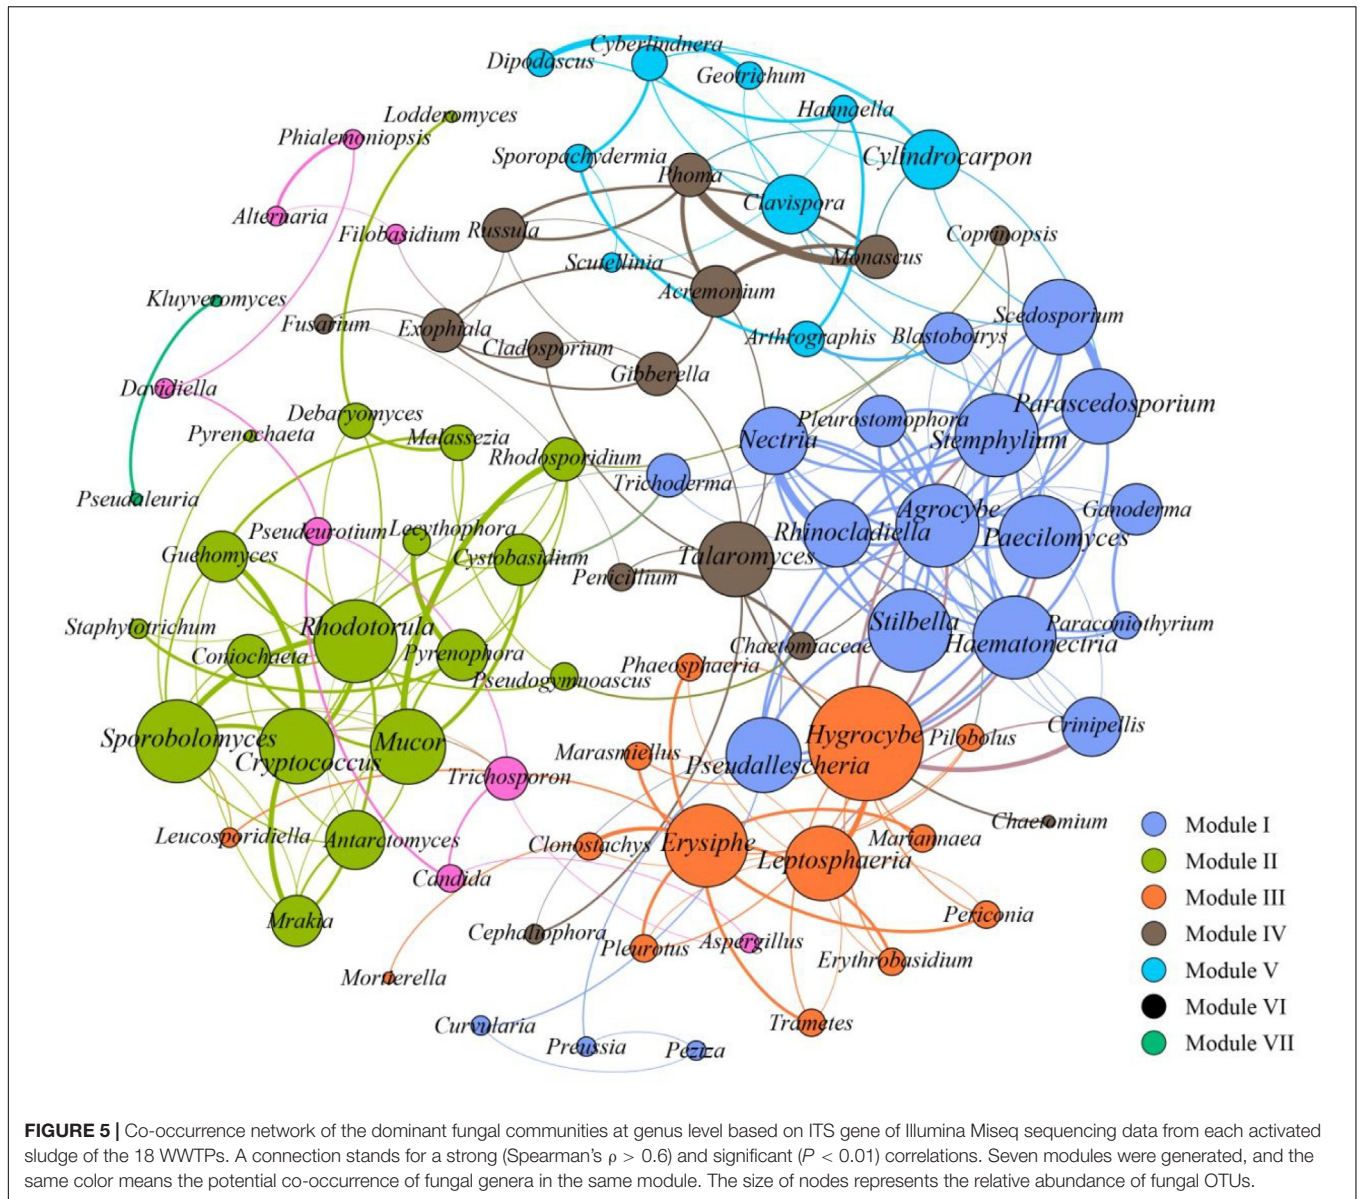 Cyberlindnera
Dipodascus
Geotrichum
Hannaella
Lodderomyces
Phialemoniopsis
Sporopachydermia
Cylindrocarpon
Phoma
Clavispora
Alternaria
Filobasidium
Russula
Coprinopsis
Scutellinia
Monascus
Acremonium
Kluyveromyces
Fusarium
Exophiala
Cladosporium
Arthrographis
Blastobotrys
Scedosporium
Gibberella
Davidiella
Parascedosporium
Debaryomyces
Pleurostomophora
Pyrenochaeta
Malassezia
Nectria
Stemphylium
Rhodosporidium
Trichoderma
Pseudaleuria
Agrocybe
Ganoderma
Pseudeurotium
Lecythophora
Rhinocladiella
Paecilomyces
Guehomyces
Cystobasidium
Talaromyces
Penicillium
Staphylotrichum
Rhodotorula
Stilbella
Paraconiothyrium
Coniochaeta
Pyrenophora
Chaetomiaceae
Haematonectria
Phaeosphaeria
Pseudogymnoascus
Crinipellis
Sporobolomyces
Mucor
Hygrocybe
Pilobolus
Cryptococcus
Marasmiellus
Pseudallescheria
Trichosporon
Chaetomium
Leucosporidiella
Antarctomyces
Clonostachys
Erysiphe
Mariannaea
Leptosphaeria
Candida
Mrakia
Periconia
Cephaliophora
Pleurotus
Aspergillus
Erythrobasidium
Mortierella
Curvularia
Trametes
Preussia
Peziza
Module I
Module II
Module III
Module IV
Module V
Module VI
Module VII
FIGURE 5 | Co-occurrence network of the dominant fungal communities at genus level based on ITS gene of Illumina Miseq sequencing data from each activated
sludge of the 18 WWTPs. A connection stands for a strong (Spearman's ρ > 0.6) and significant (P < 0.01) correlations. Seven modules were generated, and the
same color means the potential co-occurrence of fungal genera in the same module. The size of nodes represents the relative abundance of fungal OTUs.